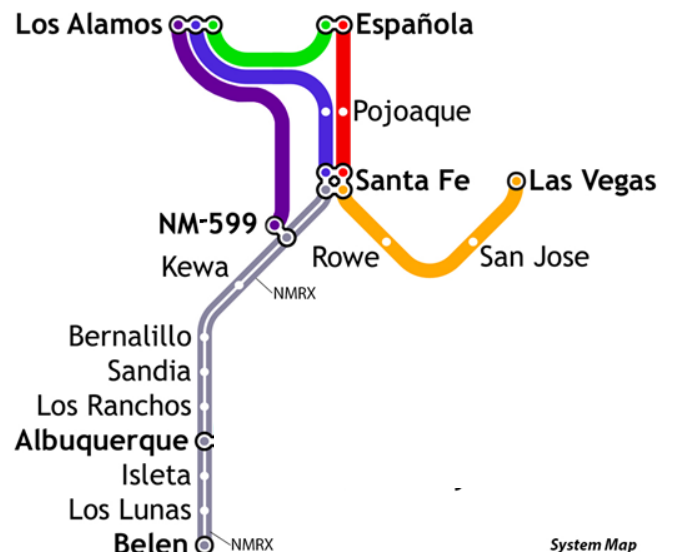 Los Alamos
Española
Pojoaque
Santa Fe
Las Vegas
NM-599
Rowe
San Jose
Kewa
NMRX
Bernalillo
Sandia
Los Ranchos
Albuquerque
Isleta
Los Lunas
Belen
NMRX
System Map